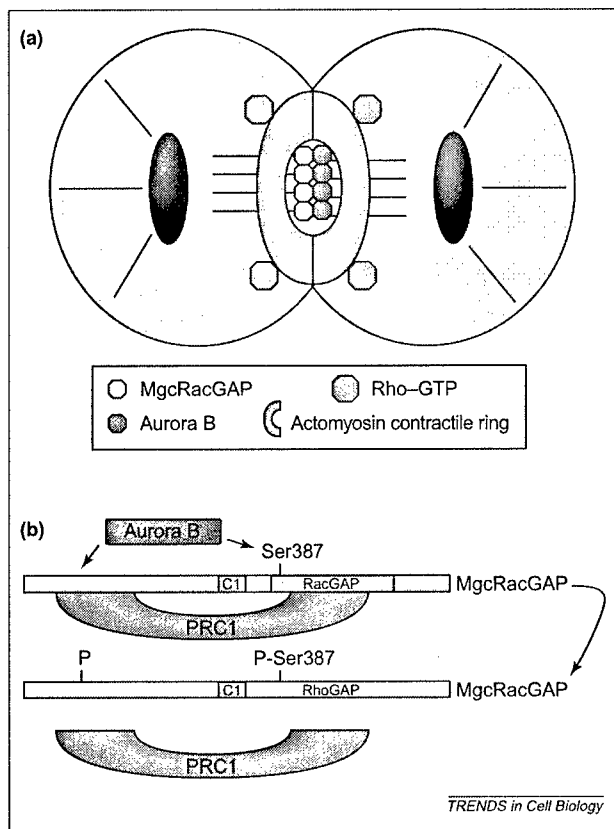 (a)
MgcRacGAP
Rho–GTP
Aurora B
Actomyosin contractile ring
(b)
Aurora B
Ser387
C1
RacGAP
MgcRacGAP
PRC1
P
P-Ser387
C1
RhoGAP
MgcRacGAP
PRC1
TRENDS in Cell Biology